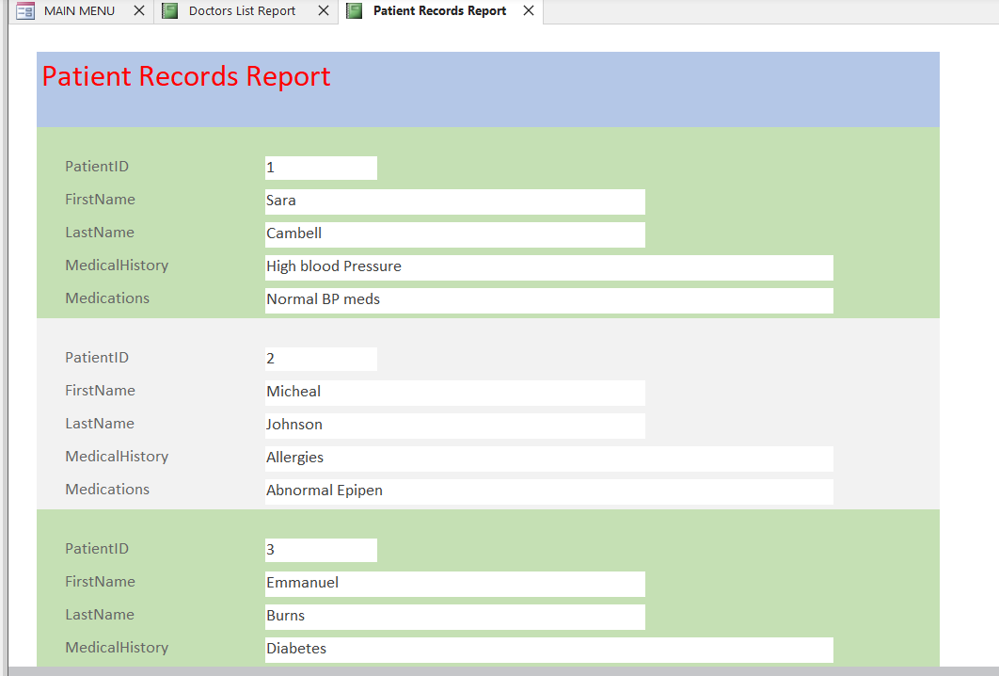 MAIN MENU Doctors List Report Patient Records Report
Patient Records Report
PatientID 1
FirstName Sara
LastName Cambell
MedicalHistory High blood Pressure
Medications Normal BP meds
PatientID 2
FirstName Micheal
LastName Johnson
MedicalHistory Allergies
Medications Abnormal Epipen
PatientID 3
FirstName Emmanuel
LastName Burns
MedicalHistory Diabetes